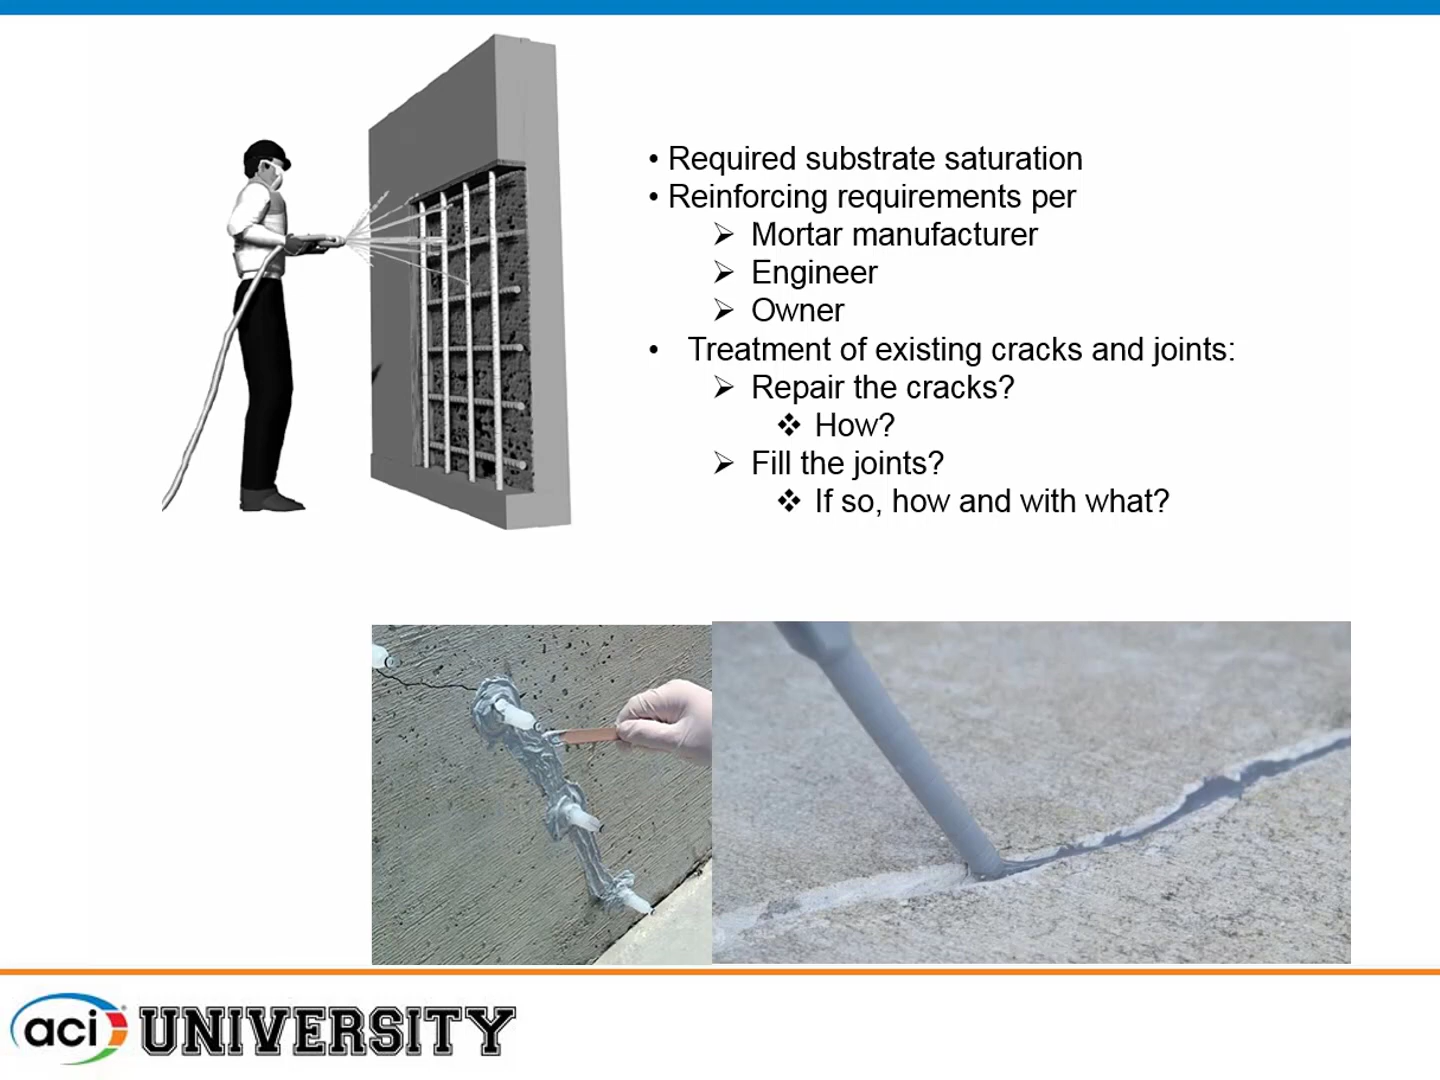 • Required substrate saturation
• Reinforcing requirements per
➢ Mortar manufacturer
➢ Engineer
➢ Owner
• Treatment of existing cracks and joints:
➢ Repair the cracks?
❖ How?
➢ Fill the joints?
❖ If so, how and with what?
aci UNIVERSITY